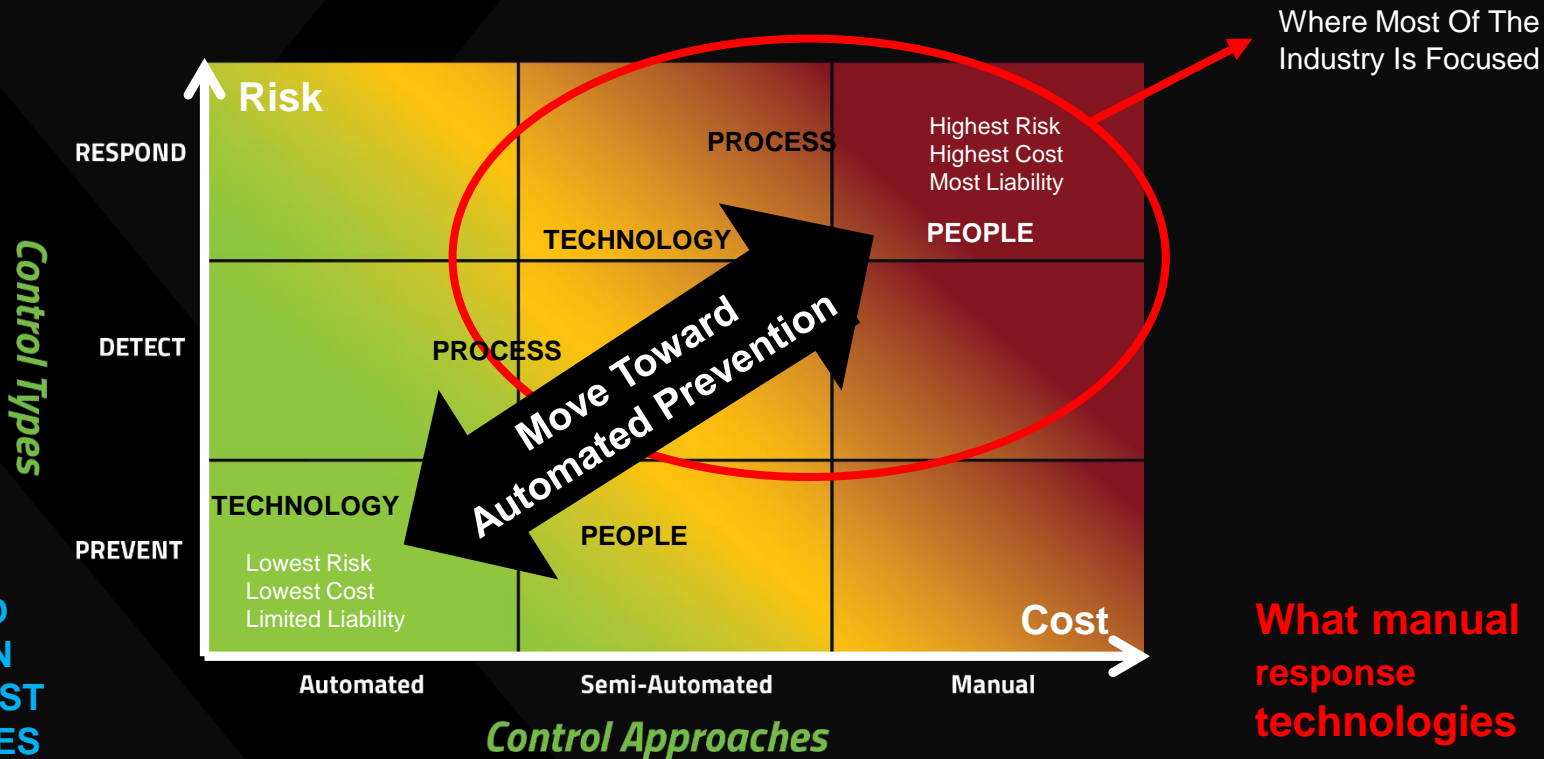 Where Most Of The
Industry Is Focused
Risk
RESPOND
PROCESS
Highest Risk
Highest Cost
Most Liability
TECHNOLOGY
PEOPLE
Control Types
DETECT
PROCESS
Move Toward
Automated Prevention
TECHNOLOGY
PREVENT
PEOPLE
Lowest Risk
Lowest Cost
Limited Liability
Cost
Automated
Semi-Automated
Manual
Control Approaches
What manual
response
technologies